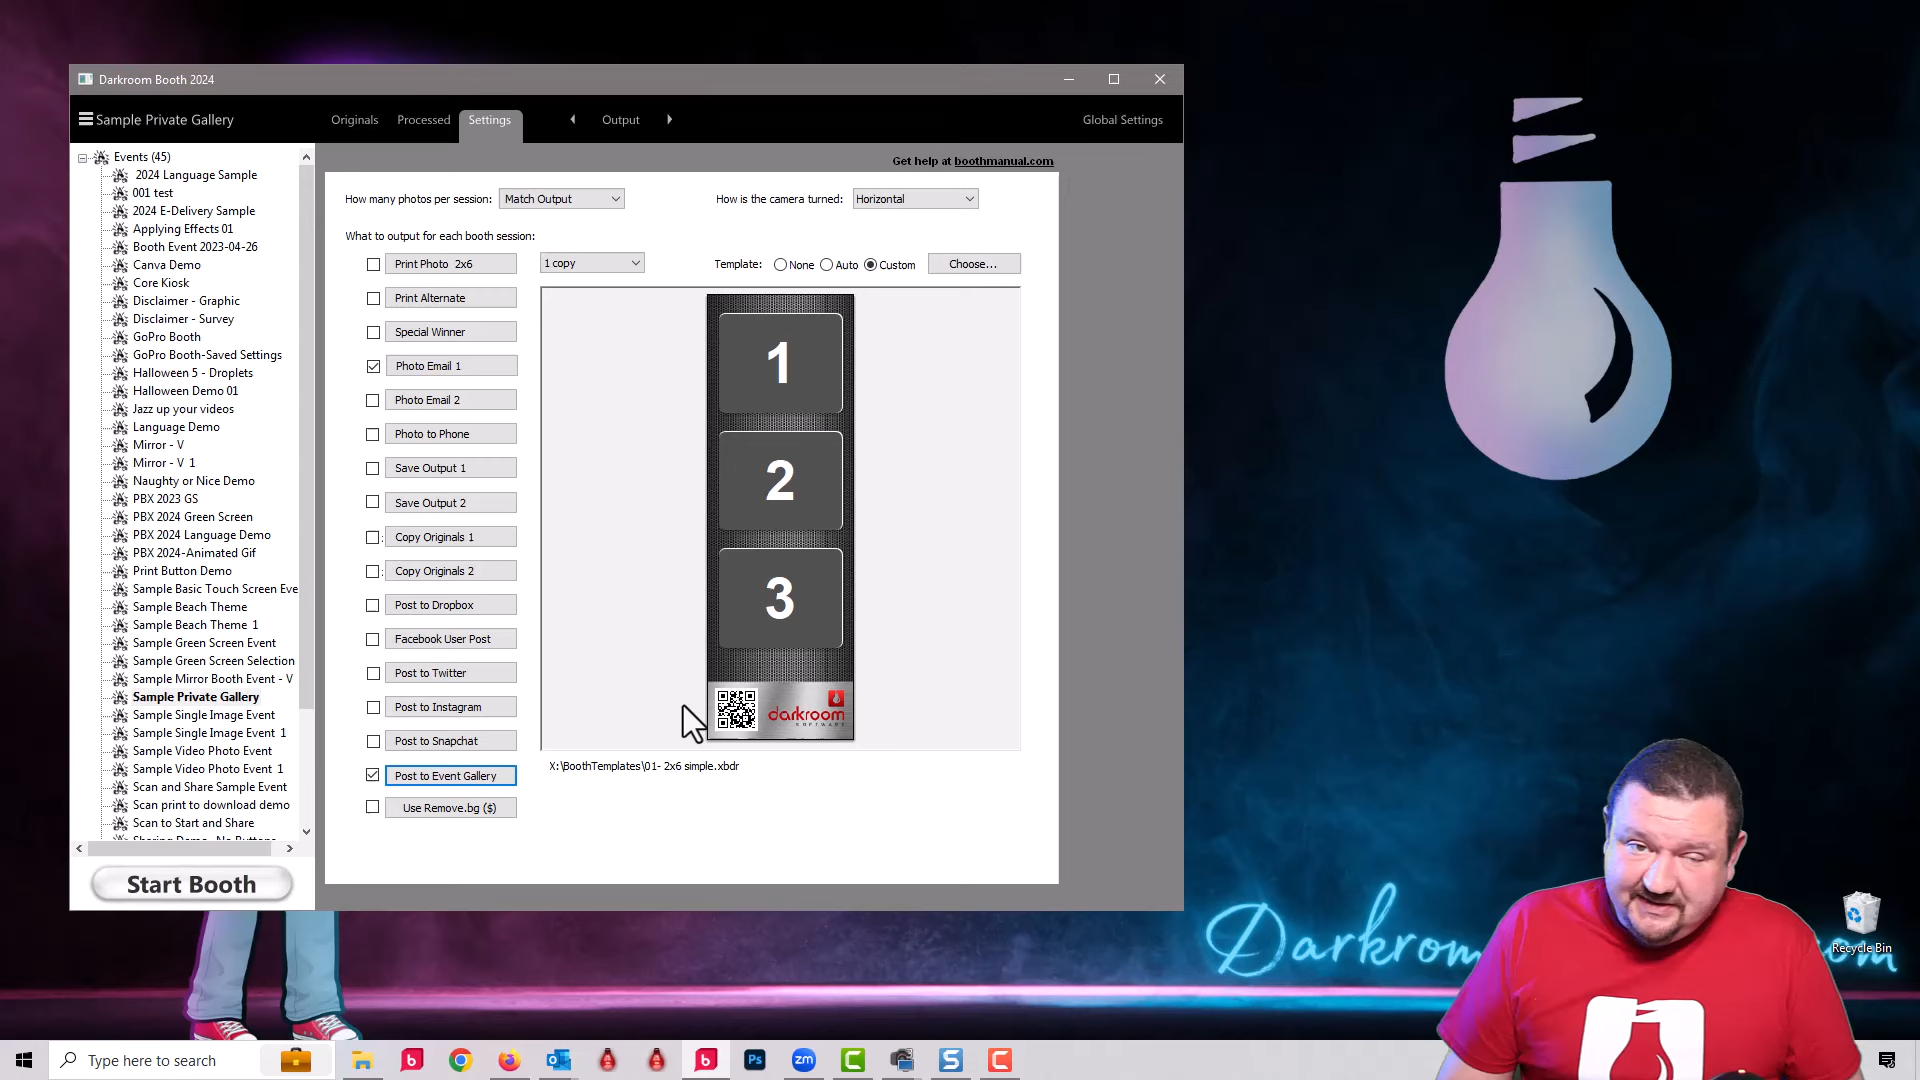 Darkroom Booth 2024
Sample Private Gallery
Originals
Processed
Settings
Output
Global Settings
Get help at boothmanual.com
Events (45)
2024 Language Sample
001 test
2024 E-Delivery Sample
Applying Effects 01
Booth Event 2023-04-26
Canva Demo
Core Kiosk
Disclaimer - Graphic
Disclaimer - Survey
GoPro Booth
GoPro Booth-Saved Settings
Halloween 5 - Droplets
Halloween Demo 01
Jazz up your videos
Language Demo
Mirror - V
Mirror - V 1
Naughty or Nice Demo
PBX 2023 GS
PBX 2024 Green Screen
PBX 2024 Language Demo
PBX 2024-Animated Gif
Print Button Demo
Sample Basic Touch Screen Eve
Sample Beach Theme
Sample Beach Theme 1
Sample Green Screen Event
Sample Green Screen Selection
Sample Mirror Booth Event - V
Sample Private Gallery
Sample Single Image Event
Sample Single Image Event 1
Sample Video Photo Event
Sample Video Photo Event 1
Scan and Share Sample Event
Scan print to download demo
Scan to Start and Share
Start Booth
How many photos per session:
Match Output
How is the camera turned:
Horizontal
What to output for each booth session:
Print Photo 2x6
1 copy
Template:
None
Auto
Custom
Choose...
Print Alternate
Special Winner
Photo Email 1
Photo Email 2
Photo to Phone
Save Output 1
Save Output 2
Copy Originals 1
Copy Originals 2
Post to Dropbox
Facebook User Post
Post to Twitter
Post to Instagram
Post to Snapchat
Post to Event Gallery
Use Remove.bg ($)
1
2
3
darkroom
SOFTWARE
X:\BoothTemplates\01- 2x6 simple.xbdr
Recycle Bin
Type here to search
Ps
zm